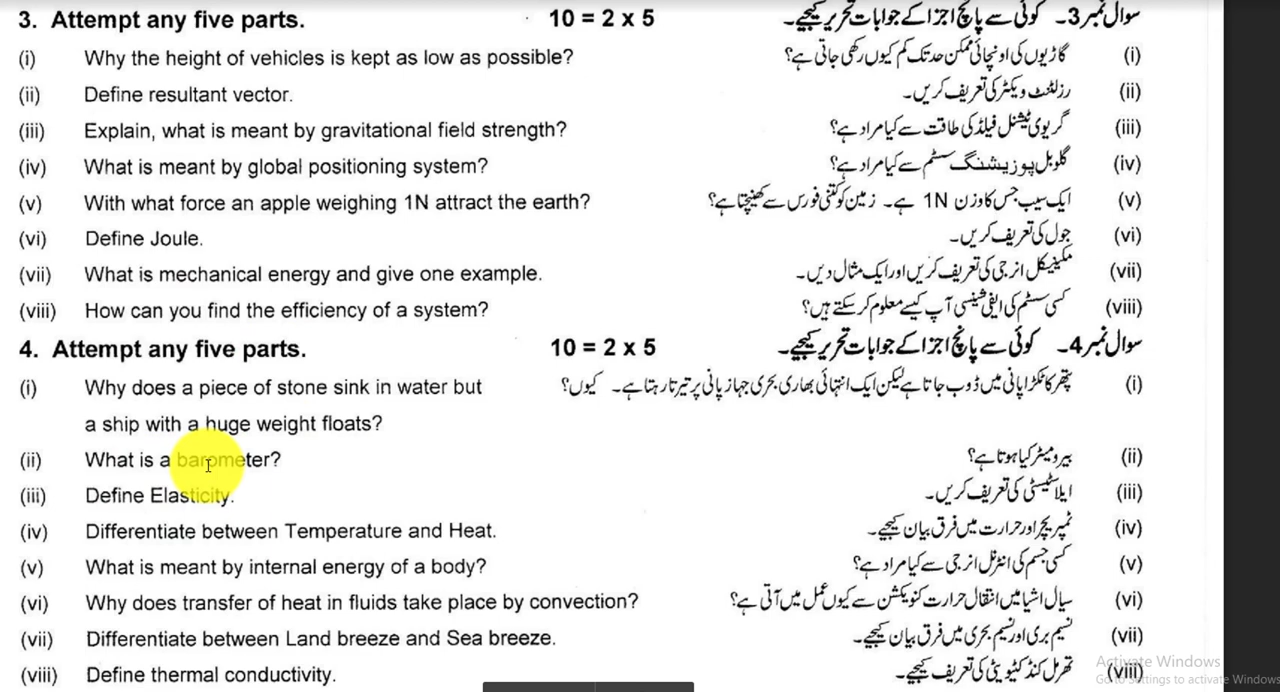 3. Attempt any five parts. 10 = 2 x 5 سوال نمبر 3۔ کوئی سے پانچ اجزا کے جوابات تحریر کیجیے۔
(i) Why the height of vehicles is kept as low as possible? گاڑیوں کی اونچائی ممکن حد تک کم کیوں رکھی جاتی ہے؟ (i)
(ii) Define resultant vector. رزلٹنٹ ویکٹر کی تعریف کریں۔ (ii)
(iii) Explain, what is meant by gravitational field strength? گریوی ٹیشنل فیلڈ کی طاقت سے کیا مراد ہے؟ (iii)
(iv) What is meant by global positioning system? گلوبل پوزیشننگ سسٹم سے کیا مراد ہے؟ (iv)
(v) With what force an apple weighing 1N attract the earth? ایک سیب جس کا وزن 1N ہے۔ زمین کو کتنی فورس سے کھینچتا ہے؟ (v)
(vi) Define Joule. جول کی تعریف کریں۔ (vi)
(vii) What is mechanical energy and give one example. مکینیکل انرجی کی تعریف کریں اور ایک مثال دیں۔ (vii)
(viii) How can you find the efficiency of a system? کسی سسٹم کی ایفی شینسی آپ کیسے معلوم کر سکتے ہیں؟ (viii)
4. Attempt any five parts. 10 = 2 x 5 سوال نمبر 4۔ کوئی سے پانچ اجزا کے جوابات تحریر کیجیے۔
(i) Why does a piece of stone sink in water but پتھر کا ٹکڑا پانی میں ڈوب جاتا ہے لیکن ایک انتہائی بھاری بحری جہاز پانی پر تیرتا رہتا ہے۔ کیوں؟ (i)
a ship with a huge weight floats?
(ii) What is a barometer? بیرومیٹر کیا ہوتا ہے؟ (ii)
(iii) Define Elasticity. ایلاسٹیسٹی کی تعریف کریں۔ (iii)
(iv) Differentiate between Temperature and Heat. ٹمپریچر اور حرارت میں فرق بیان کیجیے۔ (iv)
(v) What is meant by internal energy of a body? کسی جسم کی انٹرنل انرجی سے کیا مراد ہے؟ (v)
(vi) Why does transfer of heat in fluids take place by convection? سیال اشیا میں انتقال حرارت کنویکشن سے کیوں عمل میں آتی ہے؟ (vi)
(vii) Differentiate between Land breeze and Sea breeze. نسیم بری اور نسیم بحری میں فرق بیان کیجیے۔ (vii)
(viii) Define thermal conductivity. تھرمل کنڈکٹیویٹی کی تعریف کیجیے۔ (viii)
Activate Windows
Go to Settings to activate Windows